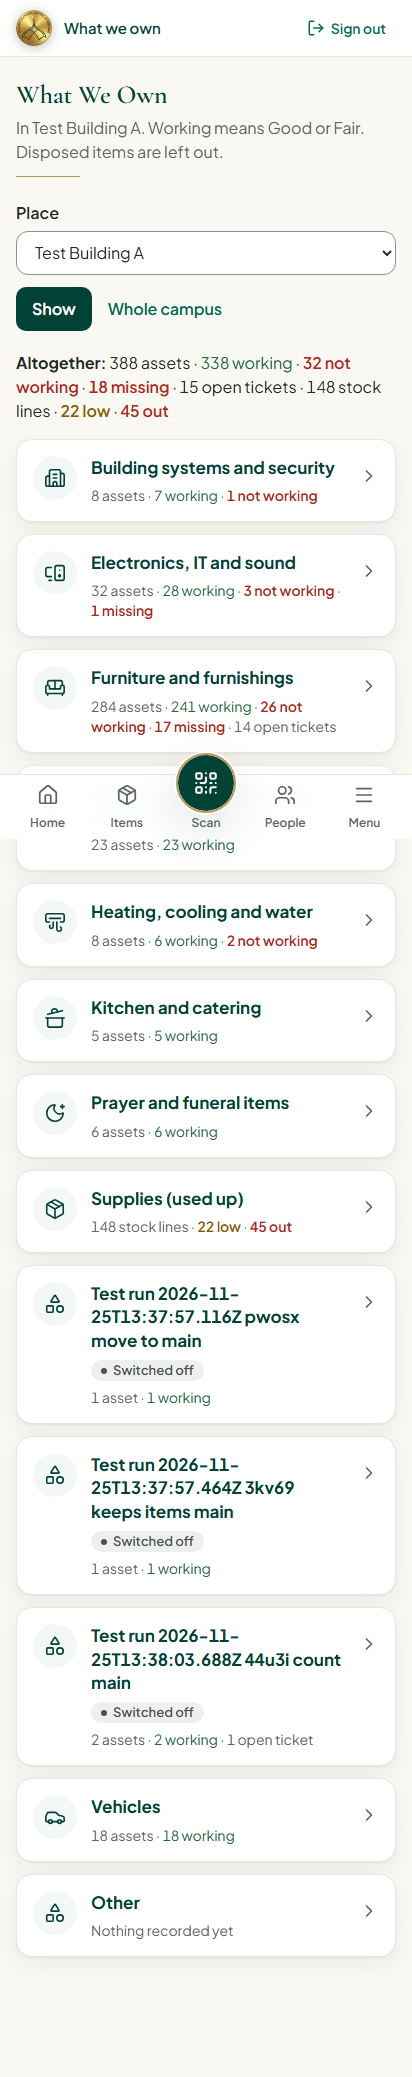 What we own
Sign out
What We Own
In Test Building A. Working means Good or Fair.
Disposed items are left out.
Place
Test Building A
Show
Whole campus
Altogether: 388 assets · 338 working · 32 not
working · 18 missing · 15 open tickets · 148 stock
lines · 22 low · 45 out
Building systems and security
8 assets · 7 working · 1 not working
Electronics, IT and sound
32 assets · 28 working · 3 not working ·
1 missing
Furniture and furnishings
284 assets · 241 working · 26 not
working · 17 missing · 14 open tickets
Home
Items
Scan
People
Menu
23 assets · 23 working
Heating, cooling and water
8 assets · 6 working · 2 not working
Kitchen and catering
5 assets · 5 working
Prayer and funeral items
6 assets · 6 working
Supplies (used up)
148 stock lines · 22 low · 45 out
Test run 2026-11-
25T13:37:57.116Z pwosx
move to main
Switched off
1 asset · 1 working
Test run 2026-11-
25T13:37:57.464Z 3kv69
keeps items main
Switched off
1 asset · 1 working
Test run 2026-11-
25T13:38:03.688Z 44u3i count
main
Switched off
2 assets · 2 working · 1 open ticket
Vehicles
18 assets · 18 working
Other
Nothing recorded yet